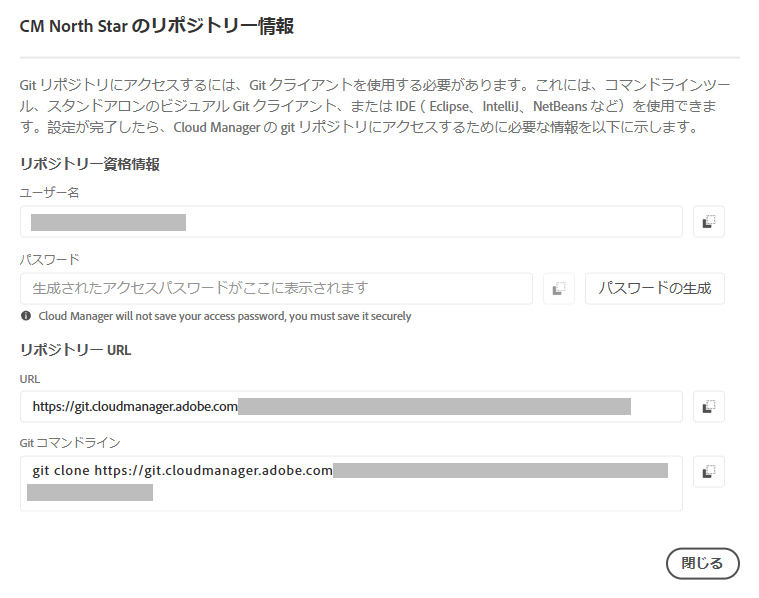 CM North Star のリポジトリー情報
Git リポジトリにアクセスするには、Git クライアントを使用する必要があります。これには、コマンドラインツー
ル、スタンドアロンのビジュアル Git クライアント、または IDE ( Eclipse、IntelliJ、NetBeans など）を使用できま
す。設定が完了したら、Cloud Manager の git リポジトリにアクセスするために必要な情報を以下に示します。
リポジトリー資格情報
ユーザー名
パスワード
生成されたアクセスパスワードがここに表示されます
パスワードの生成
Cloud Manager will not save your access password, you must save it securely
リポジトリー URL
URL
https://git.cloudmanager.adobe.com
Git コマンドライン
git clone https://git.cloudmanager.adobe.com
閉じる